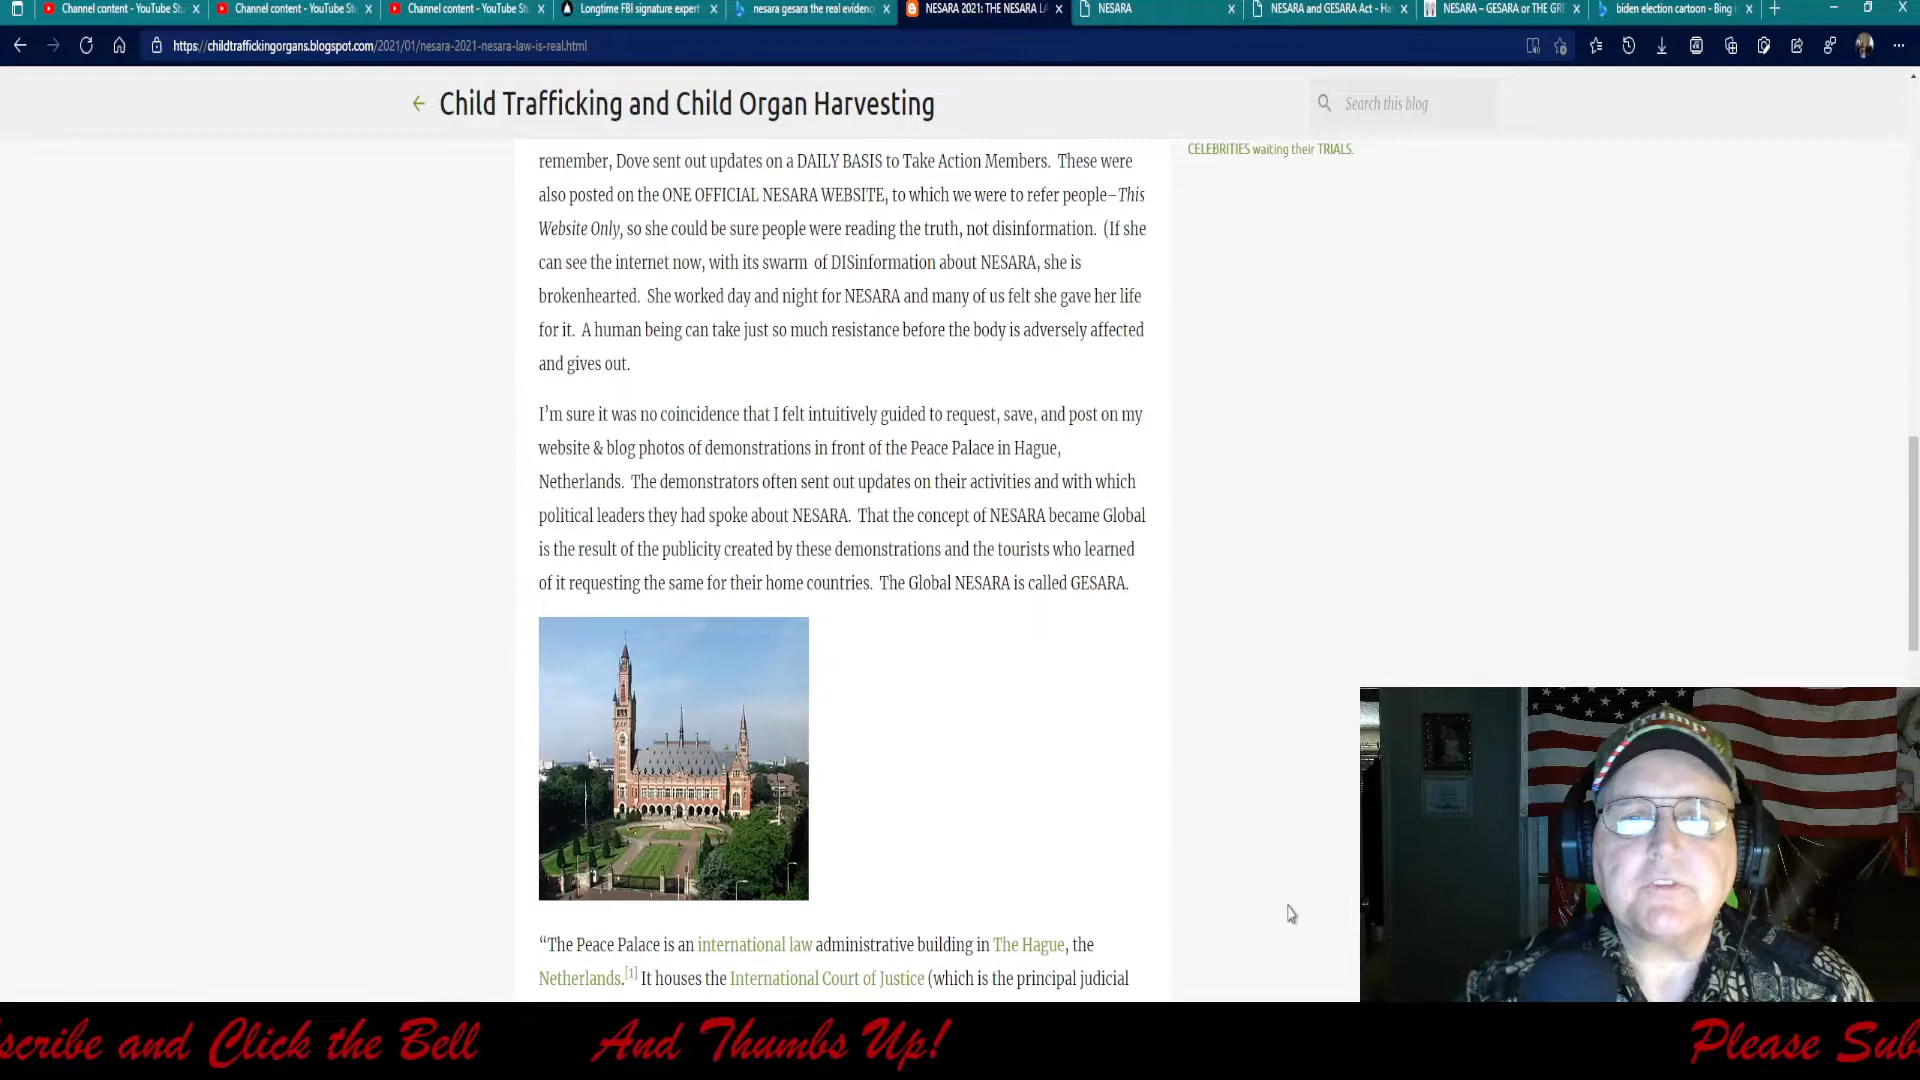 Channel content - YouTube St
Channel content - YouTube St
Channel content - YouTube St
Longtime FBI signature expert
nesara gesara the real evidenc
NESARA 2021: THE NESARA LA
NESARA
NESARA and GESARA Act - Ha
NESARA – GESARA or THE GRE
biden election cartoon - Bing
https://childtraffickingorgans.blogspot.com/2021/01/nesara-2021-nesara-law-is-real.html
Child Trafficking and Child Organ Harvesting
Search this blog
CELEBRITIES waiting their TRIALS.
remember, Dove sent out updates on a DAILY BASIS to Take Action Members. These were
also posted on the ONE OFFICIAL NESARA WEBSITE, to which we were to refer people–This
Website Only, so she could be sure people were reading the truth, not disinformation. (If she
can see the internet now, with its swarm of DISinformation about NESARA, she is
brokenhearted. She worked day and night for NESARA and many of us felt she gave her life
for it. A human being can take just so much resistance before the body is adversely affected
and gives out.
I'm sure it was no coincidence that I felt intuitively guided to request, save, and post on my
website & blog photos of demonstrations in front of the Peace Palace in Hague,
Netherlands. The demonstrators often sent out updates on their activities and with which
political leaders they had spoke about NESARA. That the concept of NESARA became Global
is the result of the publicity created by these demonstrations and the tourists who learned
of it requesting the same for their home countries. The Global NESARA is called GESARA.
“The Peace Palace is an international law administrative building in The Hague, the
Netherlands.[1] It houses the International Court of Justice (which is the principal judicial
Trump
scribe and Click the Bell And Thumbs Up! Please Subs